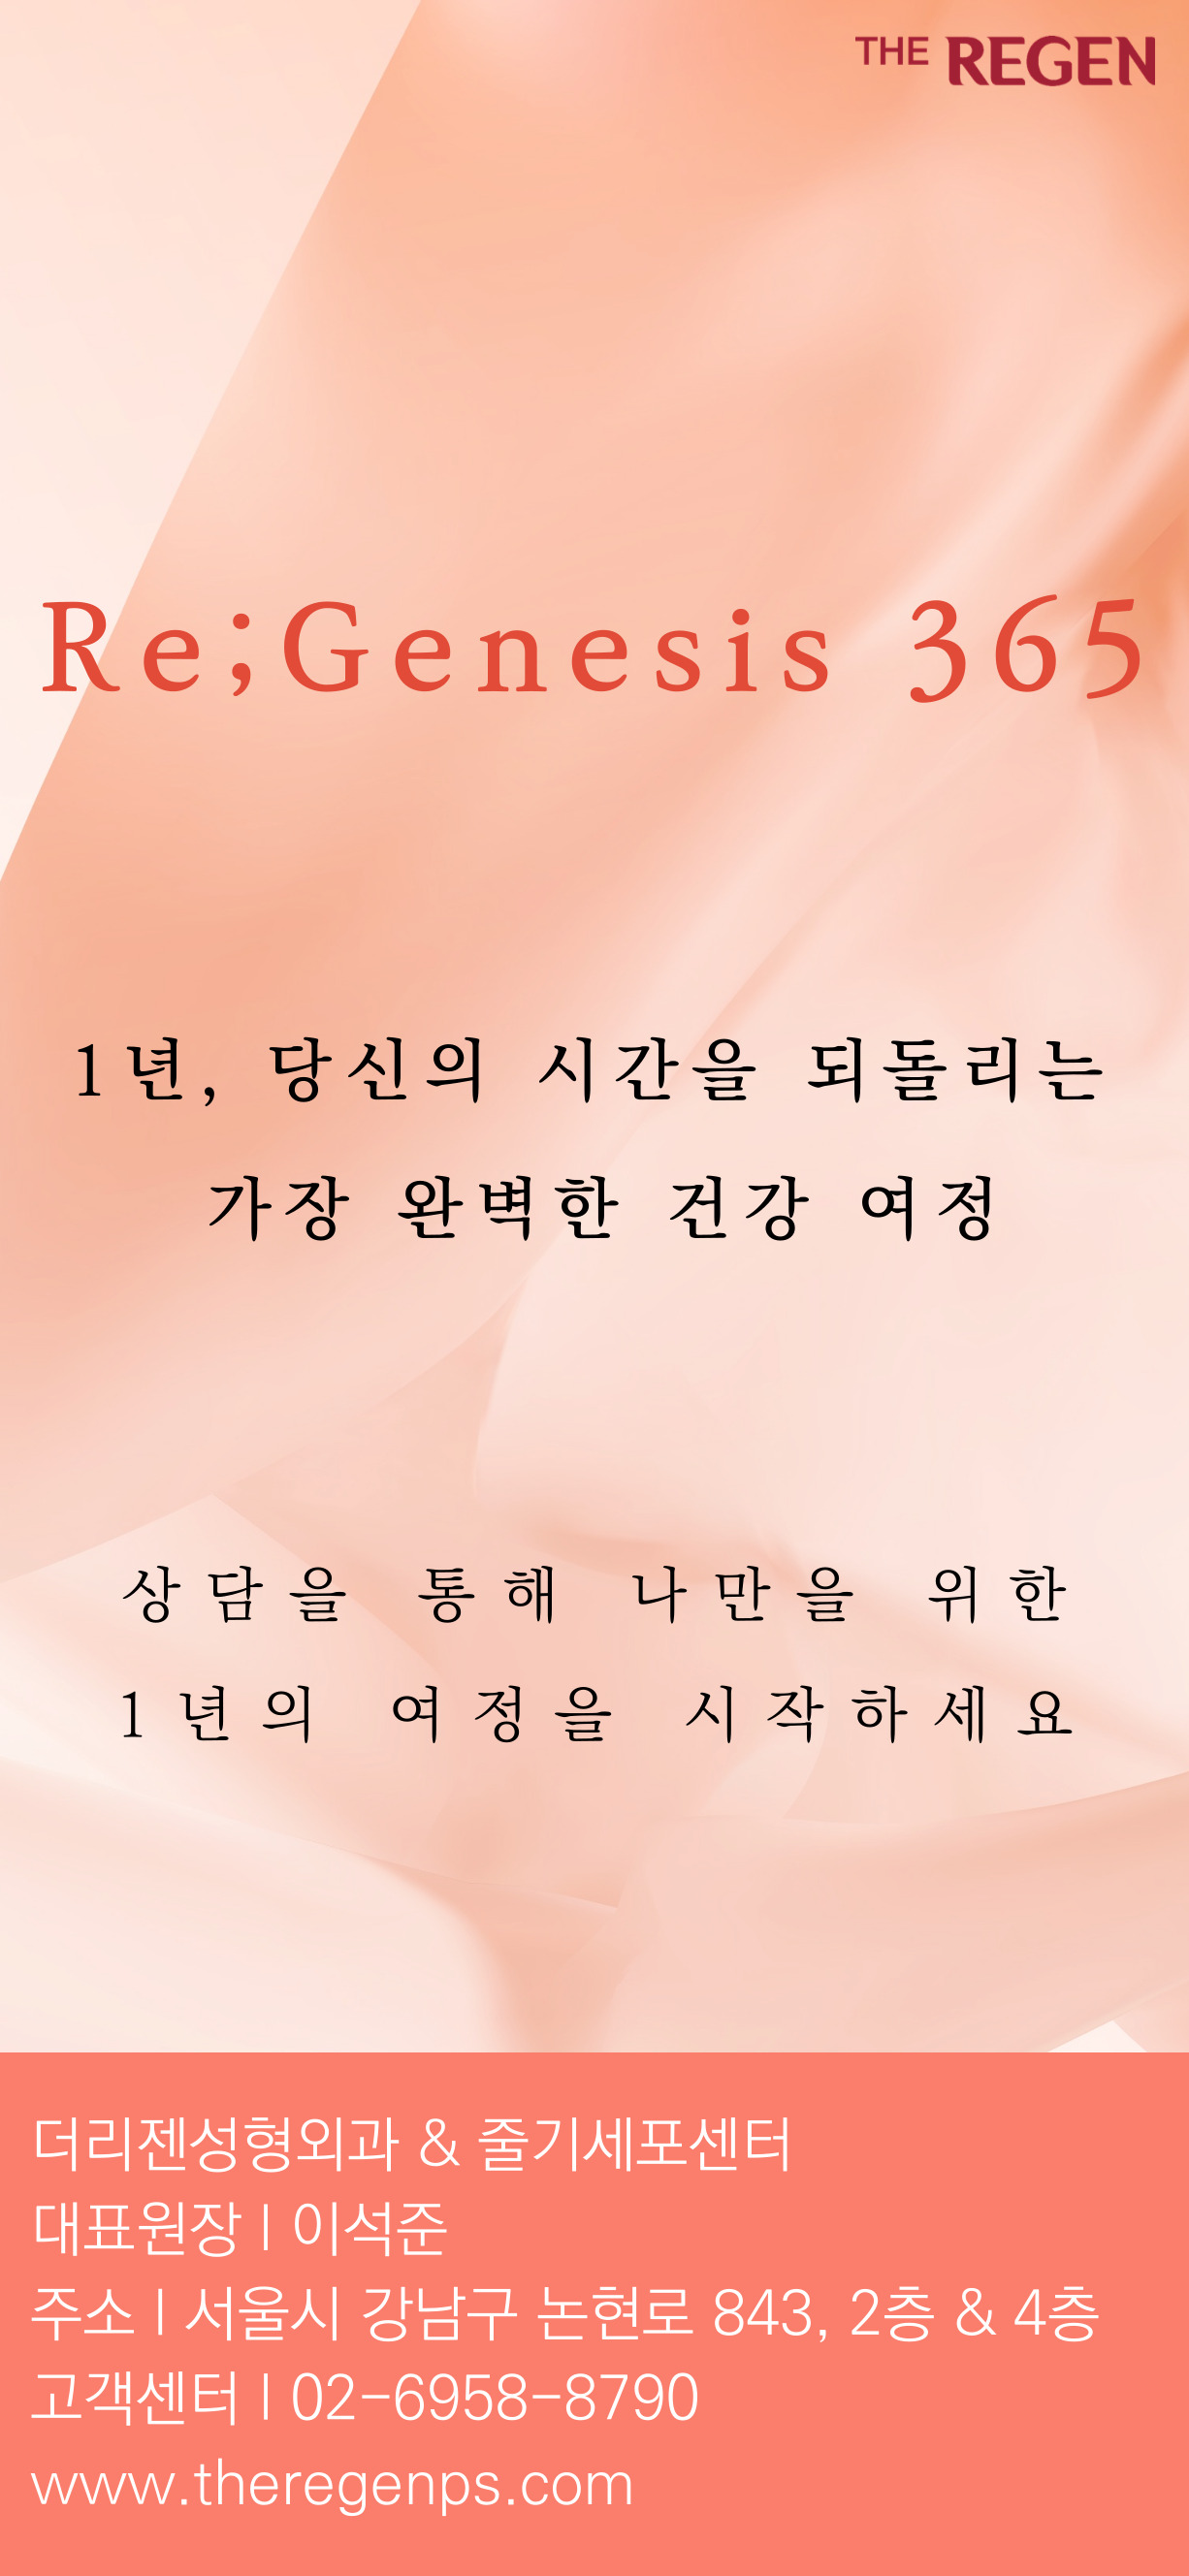 THE REGEN
Re;Genesis 365
1년, 당신의 시간을 되돌리는
가장 완벽한 건강 여정
상담을 통해 나만을 위한
1년의 여정을 시작하세요
더리젠성형외과 & 줄기세포센터
대표원장 | 이석준
주소 | 서울시 강남구 논현로 843, 2층 & 4층
고객센터 | 02-6958-8790
www.theregenps.com